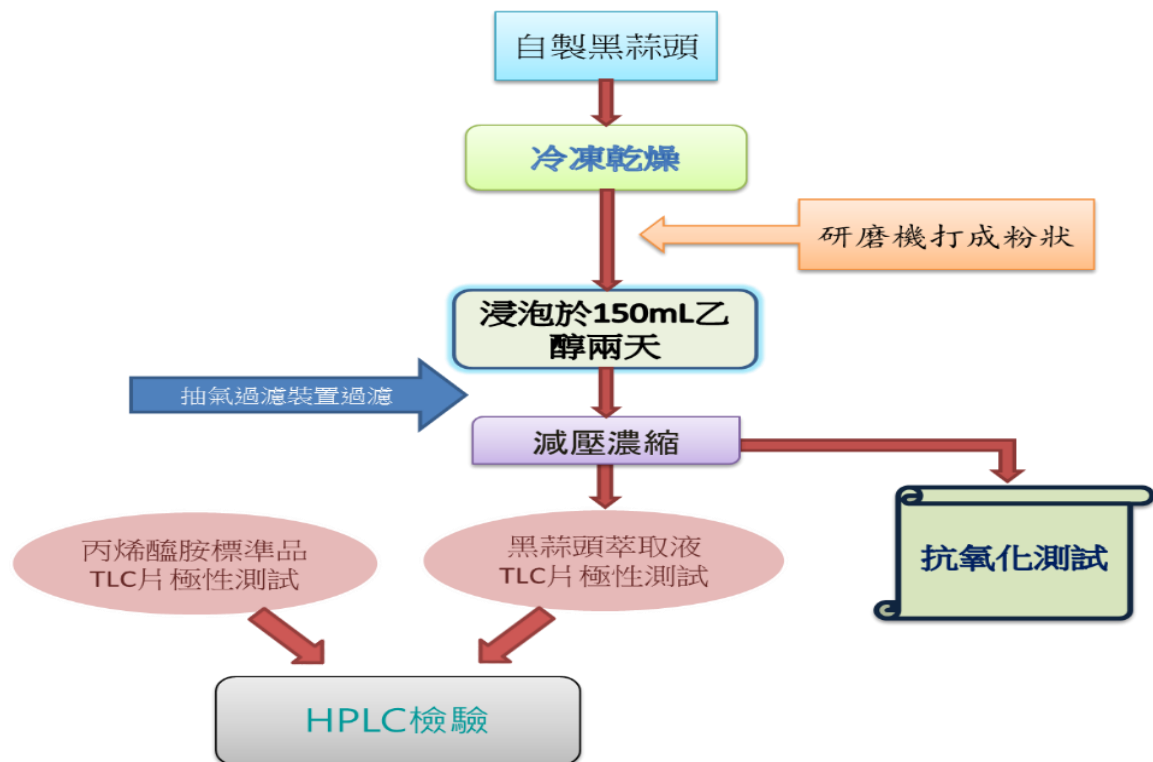 自製黑蒜頭
冷凍乾燥
研磨機打成粉狀
浸泡於150mL乙
醇兩天
抽氣過濾裝置過濾
減壓濃縮
丙烯醯胺標準品
TLC片極性測試
黑蒜頭萃取液
TLC片極性測試
抗氧化測試
HPLC檢驗